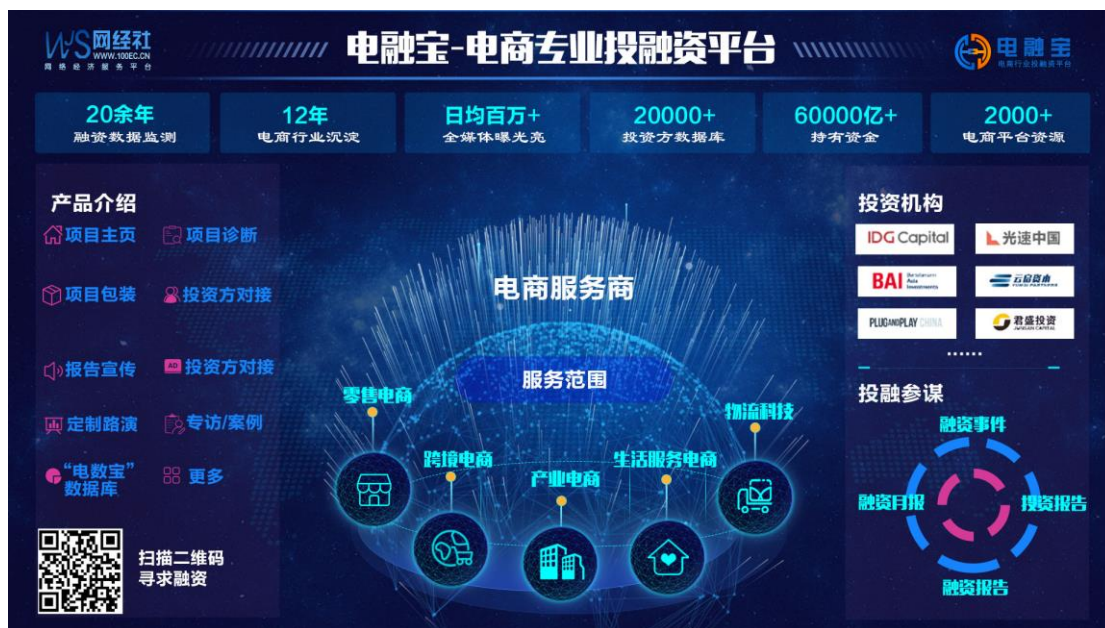 网经社
WWW.100EC.CN
网络经济服务平台
电融宝-电商专业投融资平台
电融宝
电商行业投融资平台
20余年
融资数据监测
12年
电商行业沉淀
日均百万+
全媒体曝光亮
20000+
投资方数据库
60000亿+
持有资金
2000+
电商平台资源
产品介绍
项目主页
项目诊断
项目包装
投资方对接
报告宣传
AD
投资方对接
定制路演
专访/案例
“电数宝”
数据库
更多
扫描二维码
寻求融资
电商服务商
服务范围
零售电商
跨境电商
产业电商
生活服务电商
物流科技
投资机构
IDG Capital
光速中国
BAI
Bertelsmann
Asia
Investments
云启资本
PLUGANDPLAY CHINA
君盛投资
JUNSAN CAPITAL
······
投融参谋
融资事件
融资月报
投资报告
融资报告